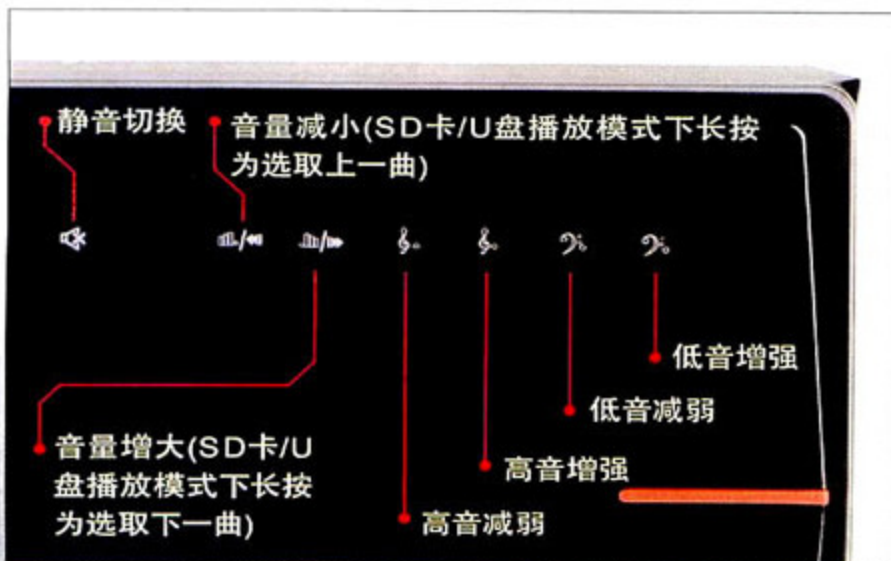 静音切换
音量减小(SD卡/U盘播放模式下长按
为选取上一曲)
低音增强
低音减弱
音量增大(SD卡/U
盘播放模式下长按
为选取下一曲)
高音增强
高音减弱